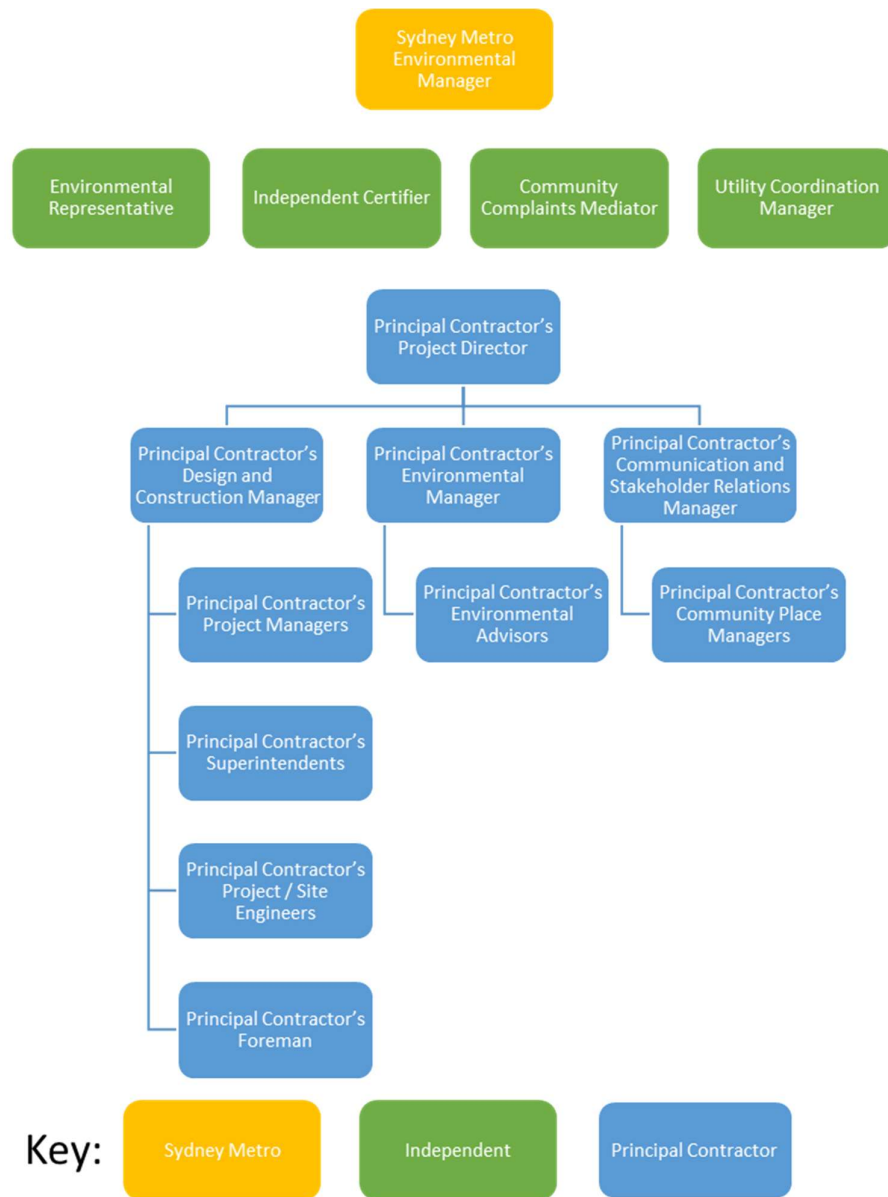 Sydney Metro
Environmental
Manager
Environmental
Representative
Independent Certifier
Community
Complaints Mediator
Utility Coordination
Manager
Principal Contractor’s
Project Director
Principal Contractor’s
Design and
Construction Manager
Principal Contractor’s
Environmental
Manager
Principal Contractor’s
Communication and
Stakeholder Relations
Manager
Principal Contractor’s
Project Managers
Principal Contractor’s
Environmental
Advisors
Principal Contractor’s
Community Place
Managers
Principal Contractor’s
Superintendents
Principal Contractor’s
Project / Site
Engineers
Principal Contractor’s
Foreman
Key:
Sydney Metro
Independent
Principal Contractor